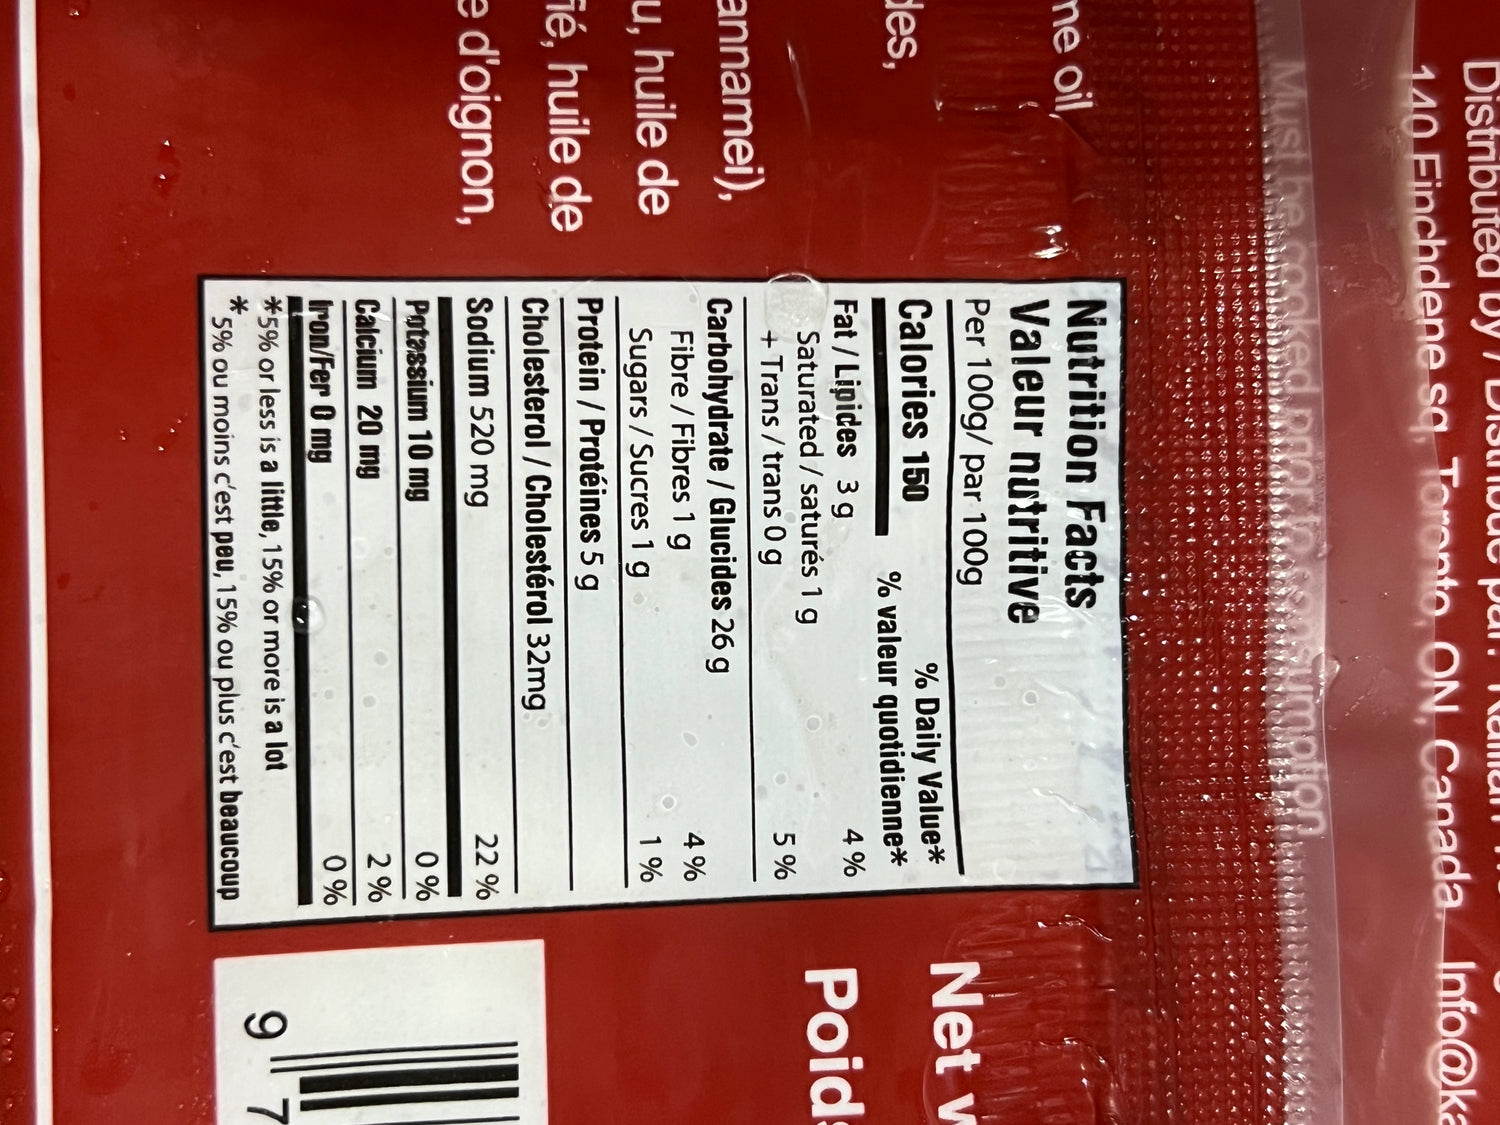 Distributed by / Distribué par:
140 Finchdene sq, Toronto, ON, Canada Info@ka
Must be cooked prior to consumption
me oil
des,
annamei),
u, huile de
fié, huile de
e d'oignon,
Nutrition Facts
Valeur nutritive
Per 100g/ par 100g
Calories 150
% Daily Value*
% valeur quotidienne*
Fat / Lipides 3 g 4 %
Saturated / saturés 1 g
+ Trans / trans 0 g 5 %
Carbohydrate / Glucides 26 g
Fibre / Fibres 1 g 4 %
Sugars / Sucres 1 g 1 %
Protein / Protéines 5 g
Cholesterol / Cholestérol 32mg
Sodium 520 mg 22 %
Potassium 10 mg 0 %
Calcium 20 mg 2 %
Iron/Fer 0 mg 0 %
*5% or less is a little, 15% or more is a lot
* 5% ou moins c'est peu, 15% ou plus c'est beaucoup
Net w
Poids
9 7